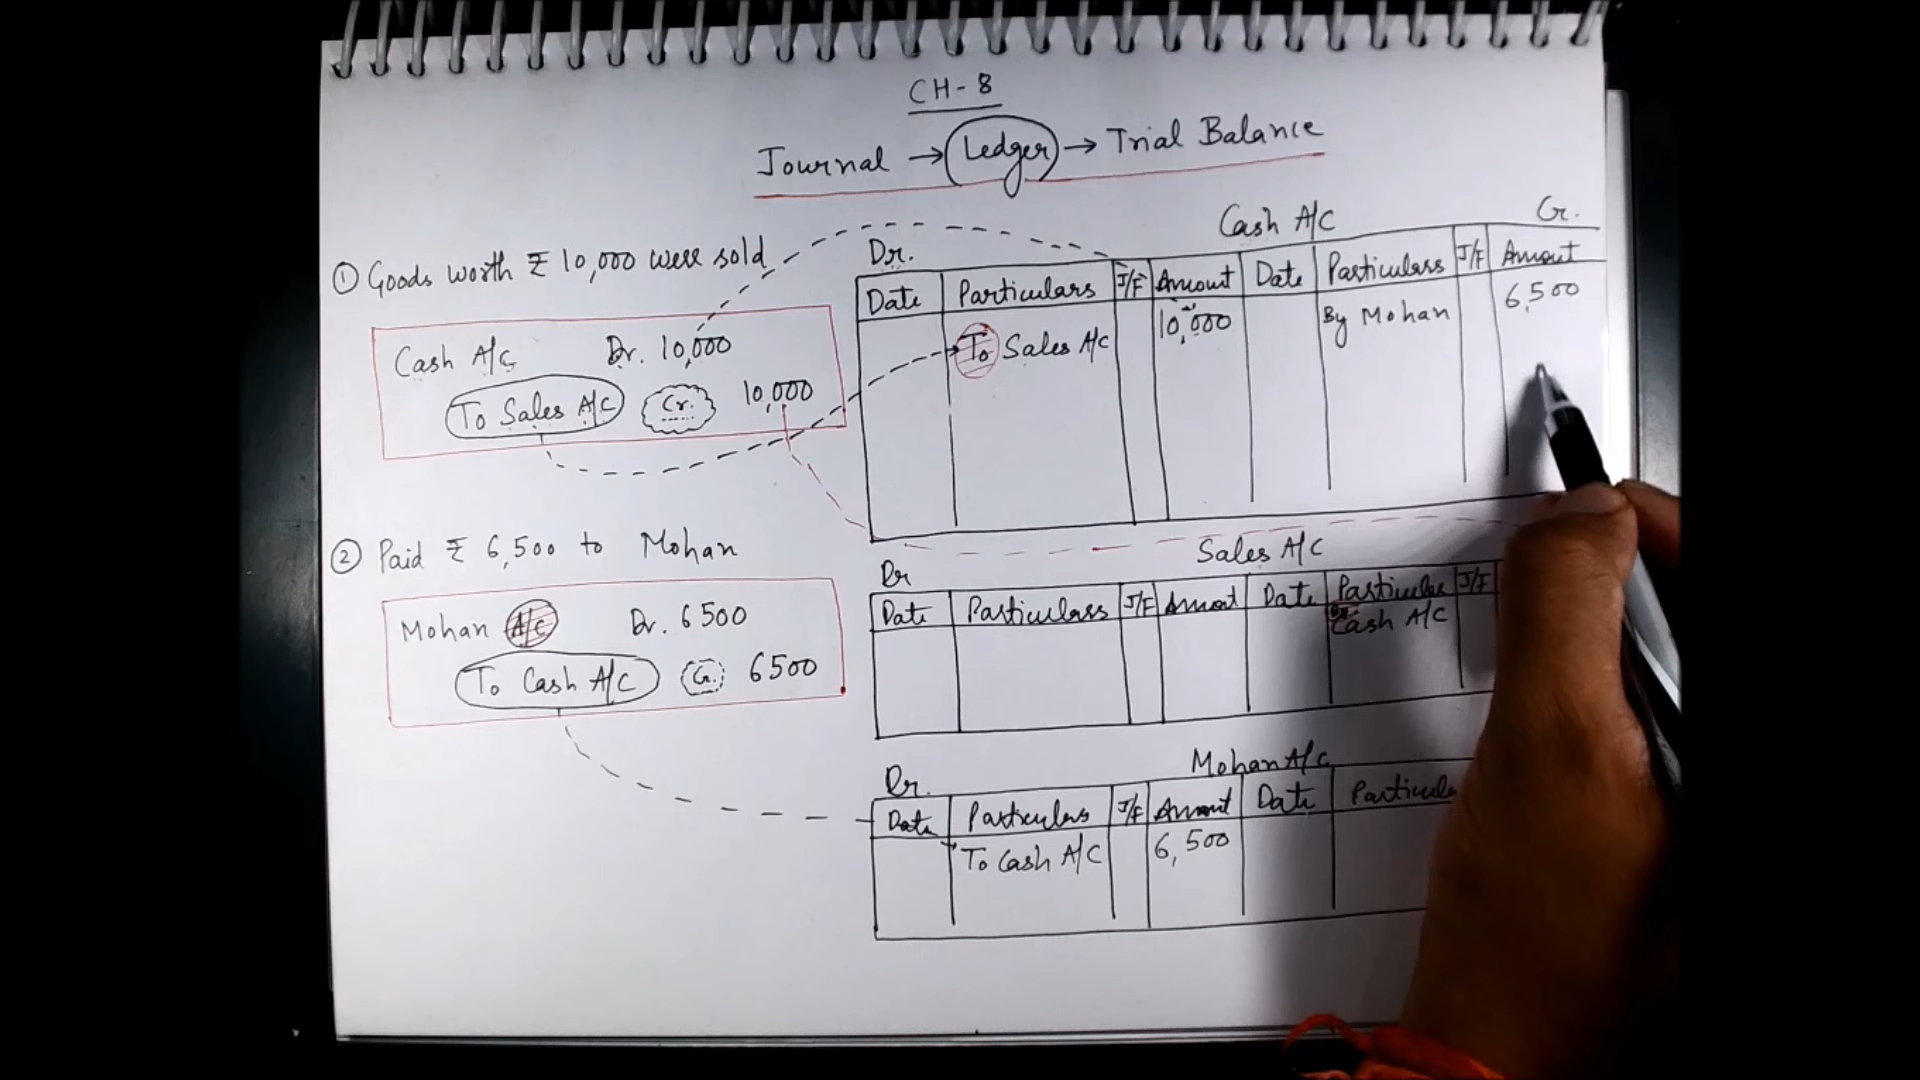 CH-8
Journal → Ledger → Trial Balance
① Goods worth ₹ 10,000 were sold
Cash A/C Dr. 10,000
To Sales A/C Cr. 10,000
② Paid ₹ 6,500 to Mohan
Mohan A/C Dr. 6500
To Cash A/C Cr. 6500
Cash A/C
Dr. Cr.
Date Particulars J/F Amount Date Particulars J/F Amount
To Sales A/C 10,000 By Mohan 6,500
Sales A/C
Dr
Date Particulars J/F Amount Date Particulars J/F
By Cash A/C
Mohan A/C
Dr.
Date Particulars J/F Amount Date Particula
To Cash A/C 6,500